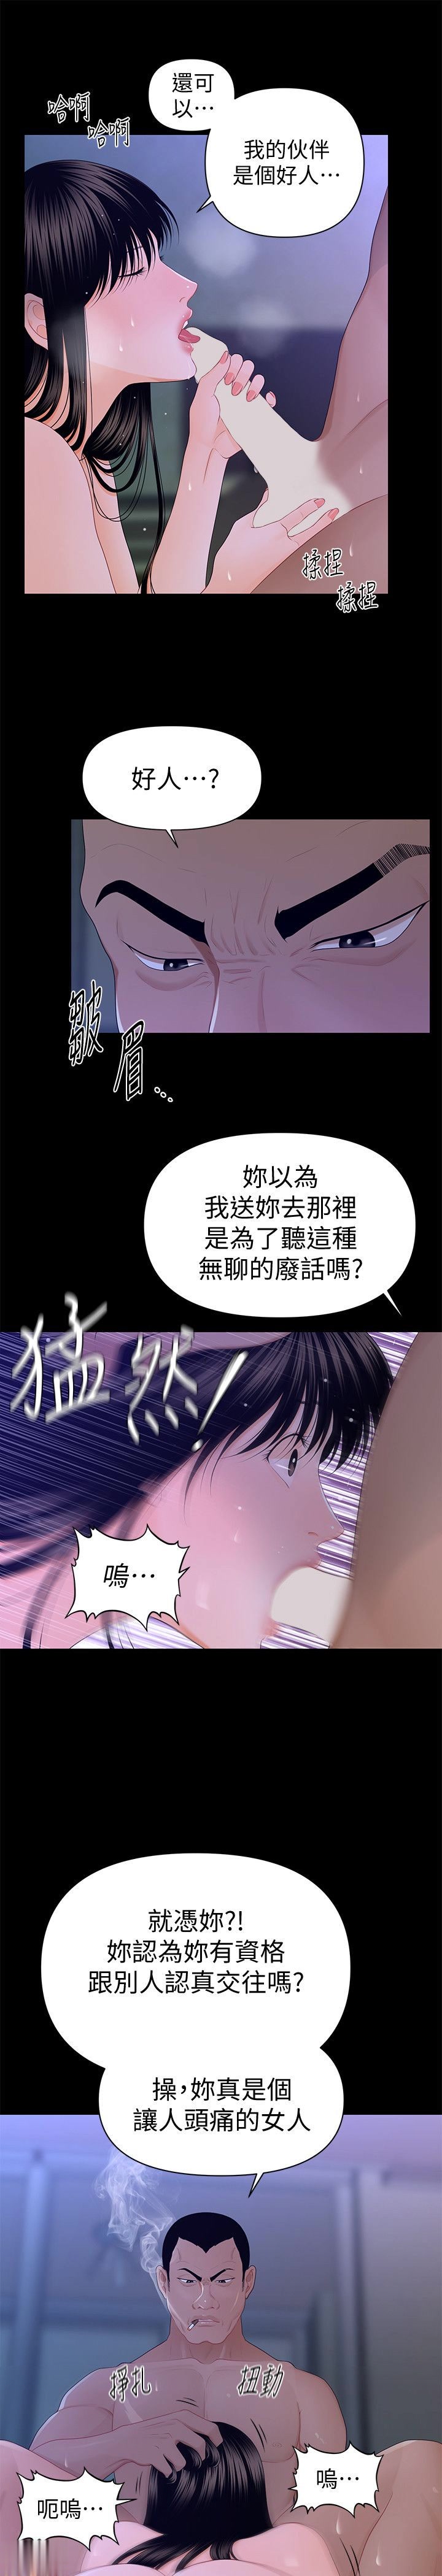 還可
以…
哈啊
哈啊
我的伙伴
是個好人…
揉捏
揉捏
好人…?
皺眉…
妳以為
我送妳去那裡
是為了聽這種
無聊的廢話嗎?
猛然!
嗚…
就憑妳?!
妳認為妳有資格
跟別人認真交往嗎?
操,妳真是個
讓人頭痛的女人
掙扎
扭動
嗚…
呃嗚…